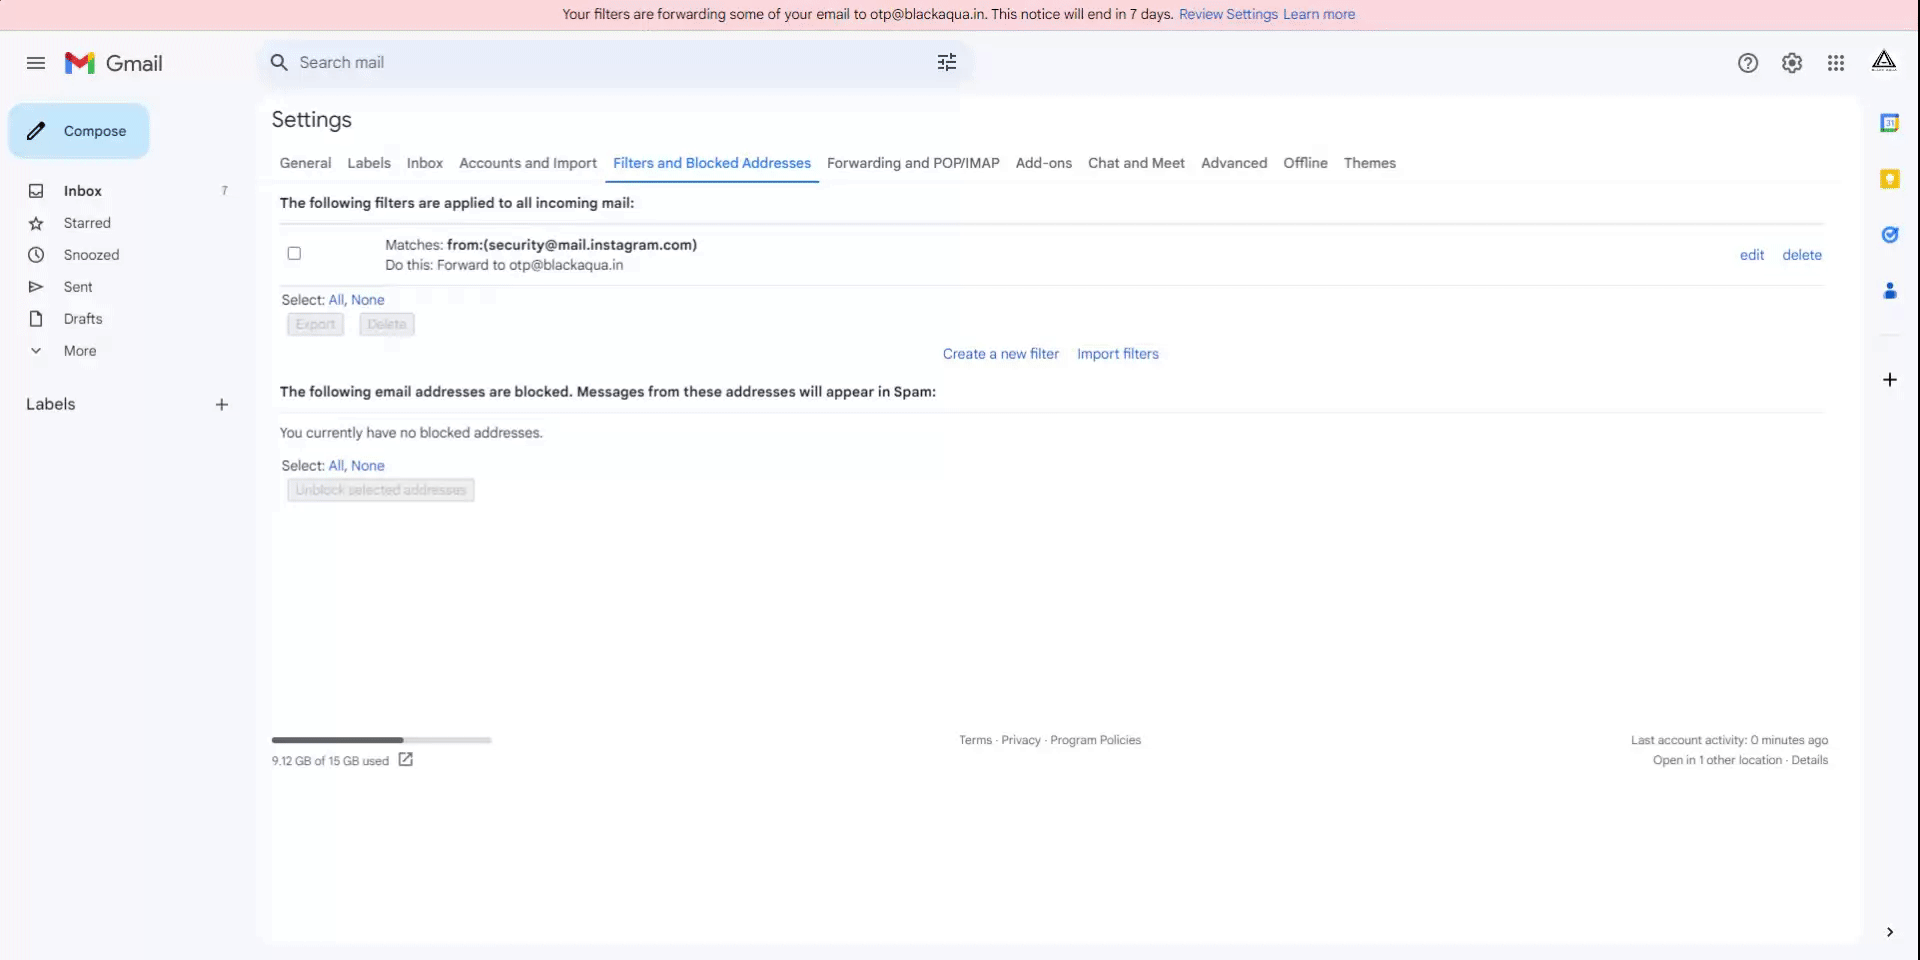 Your filters are forwarding some of your email to otp@blackaqua.in. This notice will end in 7 days. Review Settings Learn more
Gmail
Search mail
Compose
Inbox 7
Starred
Snoozed
Sent
Drafts
More
Labels
Settings
General Labels Inbox Accounts and Import Filters and Blocked Addresses Forwarding and POP/IMAP Add-ons Chat and Meet Advanced Offline Themes
The following filters are applied to all incoming mail:
Matches: from:(security@mail.instagram.com)
Do this: Forward to otp@blackaqua.in
edit delete
Select: All, None
Export Delete
Create a new filter Import filters
The following email addresses are blocked. Messages from these addresses will appear in Spam:
You currently have no blocked addresses.
Select: All, None
Unblock selected addresses
9.12 GB of 15 GB used
Terms · Privacy · Program Policies
Last account activity: 0 minutes ago
Open in 1 other location · Details
31